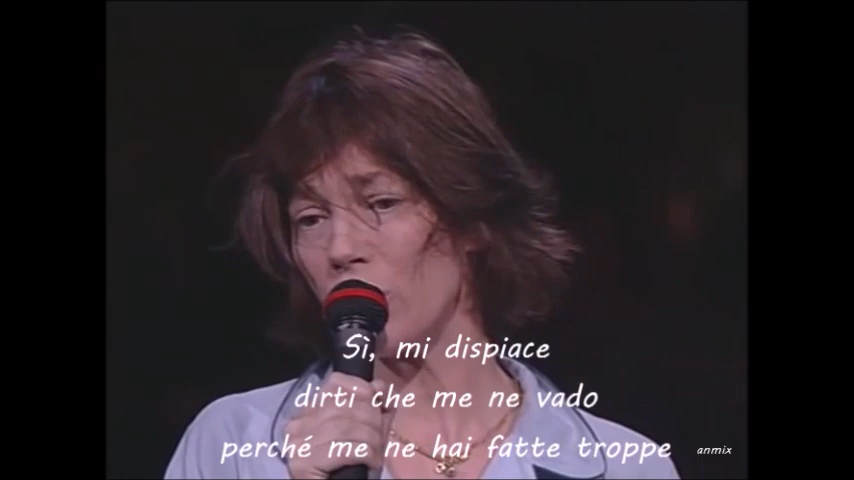 Sì, mi dispiace
dirti che me ne vado
perché me ne hai fatte troppe
anmix